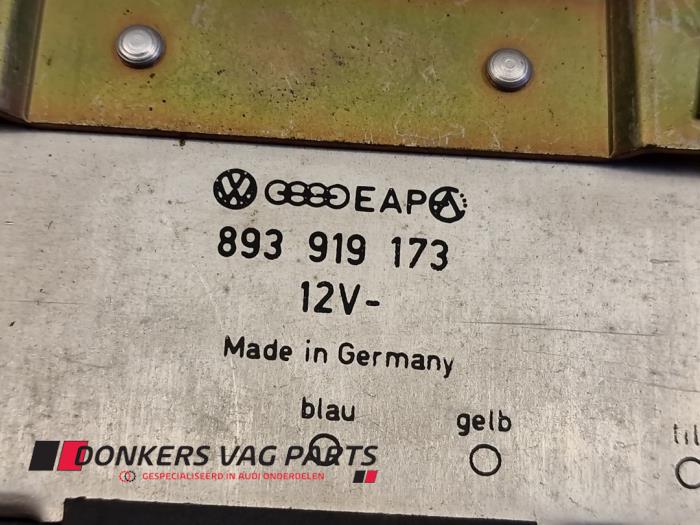 EAP
893 919 173
12V-
Made in Germany
blau gelb
DONKERS VAG PARTS
GESPECIALISEERD IN AUDI ONDERDELEN